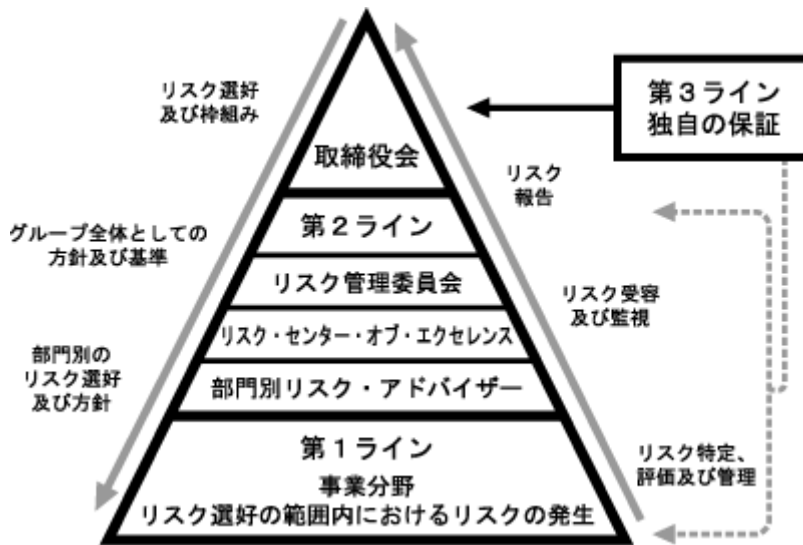 リスク選好
及び枠組み
第3ライン
独自の保証
取締役会
リスク
報告
グループ全体としての
方針及び基準
第2ライン
リスク管理委員会
リスク受容
及び監視
リスク・センター・オブ・エクセレンス
部門別の
リスク選好
及び方針
部門別リスク・アドバイザー
第1ライン
事業分野
リスク選好の範囲内におけるリスクの発生
リスク特定、
評価及び管理